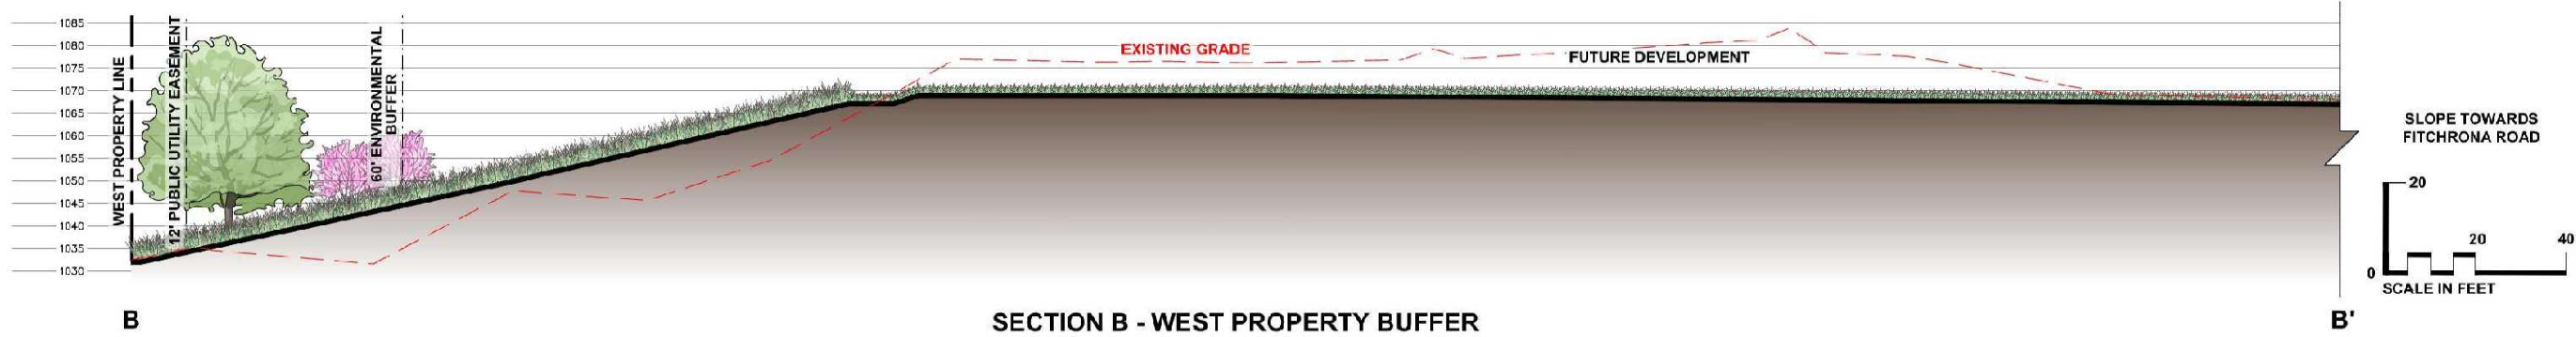 1085
1080
1075
1070
1065
1060
1055
1050
1045
1040
1035
1030
WEST PROPERTY LINE
12' PUBLIC UTILITY EASEMENT
60' ENVIRONMENTAL
BUFFER
EXISTING GRADE
FUTURE DEVELOPMENT
SLOPE TOWARDS
FITCHRONA ROAD
20
20
40
0
SCALE IN FEET
B
SECTION B - WEST PROPERTY BUFFER
B'